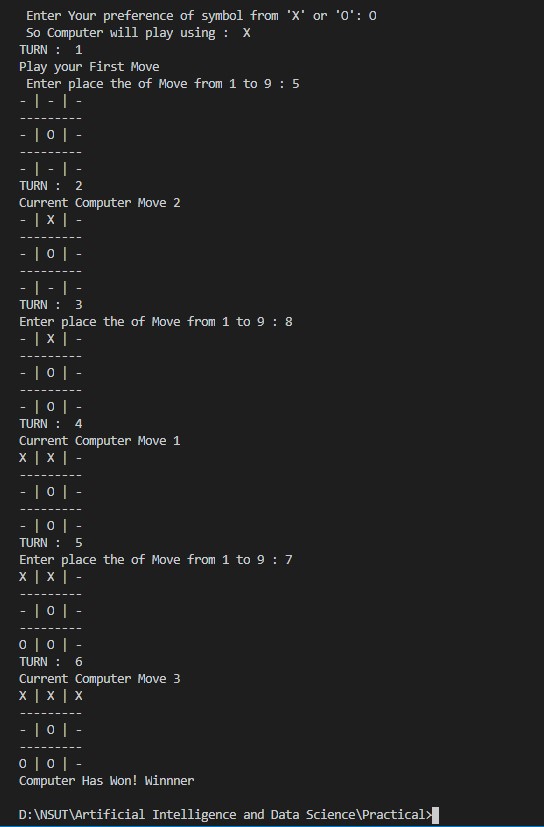 Enter Your preference of symbol from 'X' or 'O': O
So Computer will play using :  X
TURN :  1
Play your First Move
Enter place the of Move from 1 to 9 : 5
- | - | -
---------
- | O | -
---------
- | - | -
TURN :  2
Current Computer Move 2
- | X | -
---------
- | O | -
---------
- | - | -
TURN :  3
Enter place the of Move from 1 to 9 : 8
- | X | -
---------
- | O | -
---------
- | O | -
TURN :  4
Current Computer Move 1
X | X | -
---------
- | O | -
---------
- | O | -
TURN :  5
Enter place the of Move from 1 to 9 : 7
X | X | -
---------
- | O | -
---------
O | O | -
TURN :  6
Current Computer Move 3
X | X | X
---------
- | O | -
---------
O | O | -
Computer Has Won! Winnner
D:\NSUT\Artificial Intelligence and Data Science\Practical>